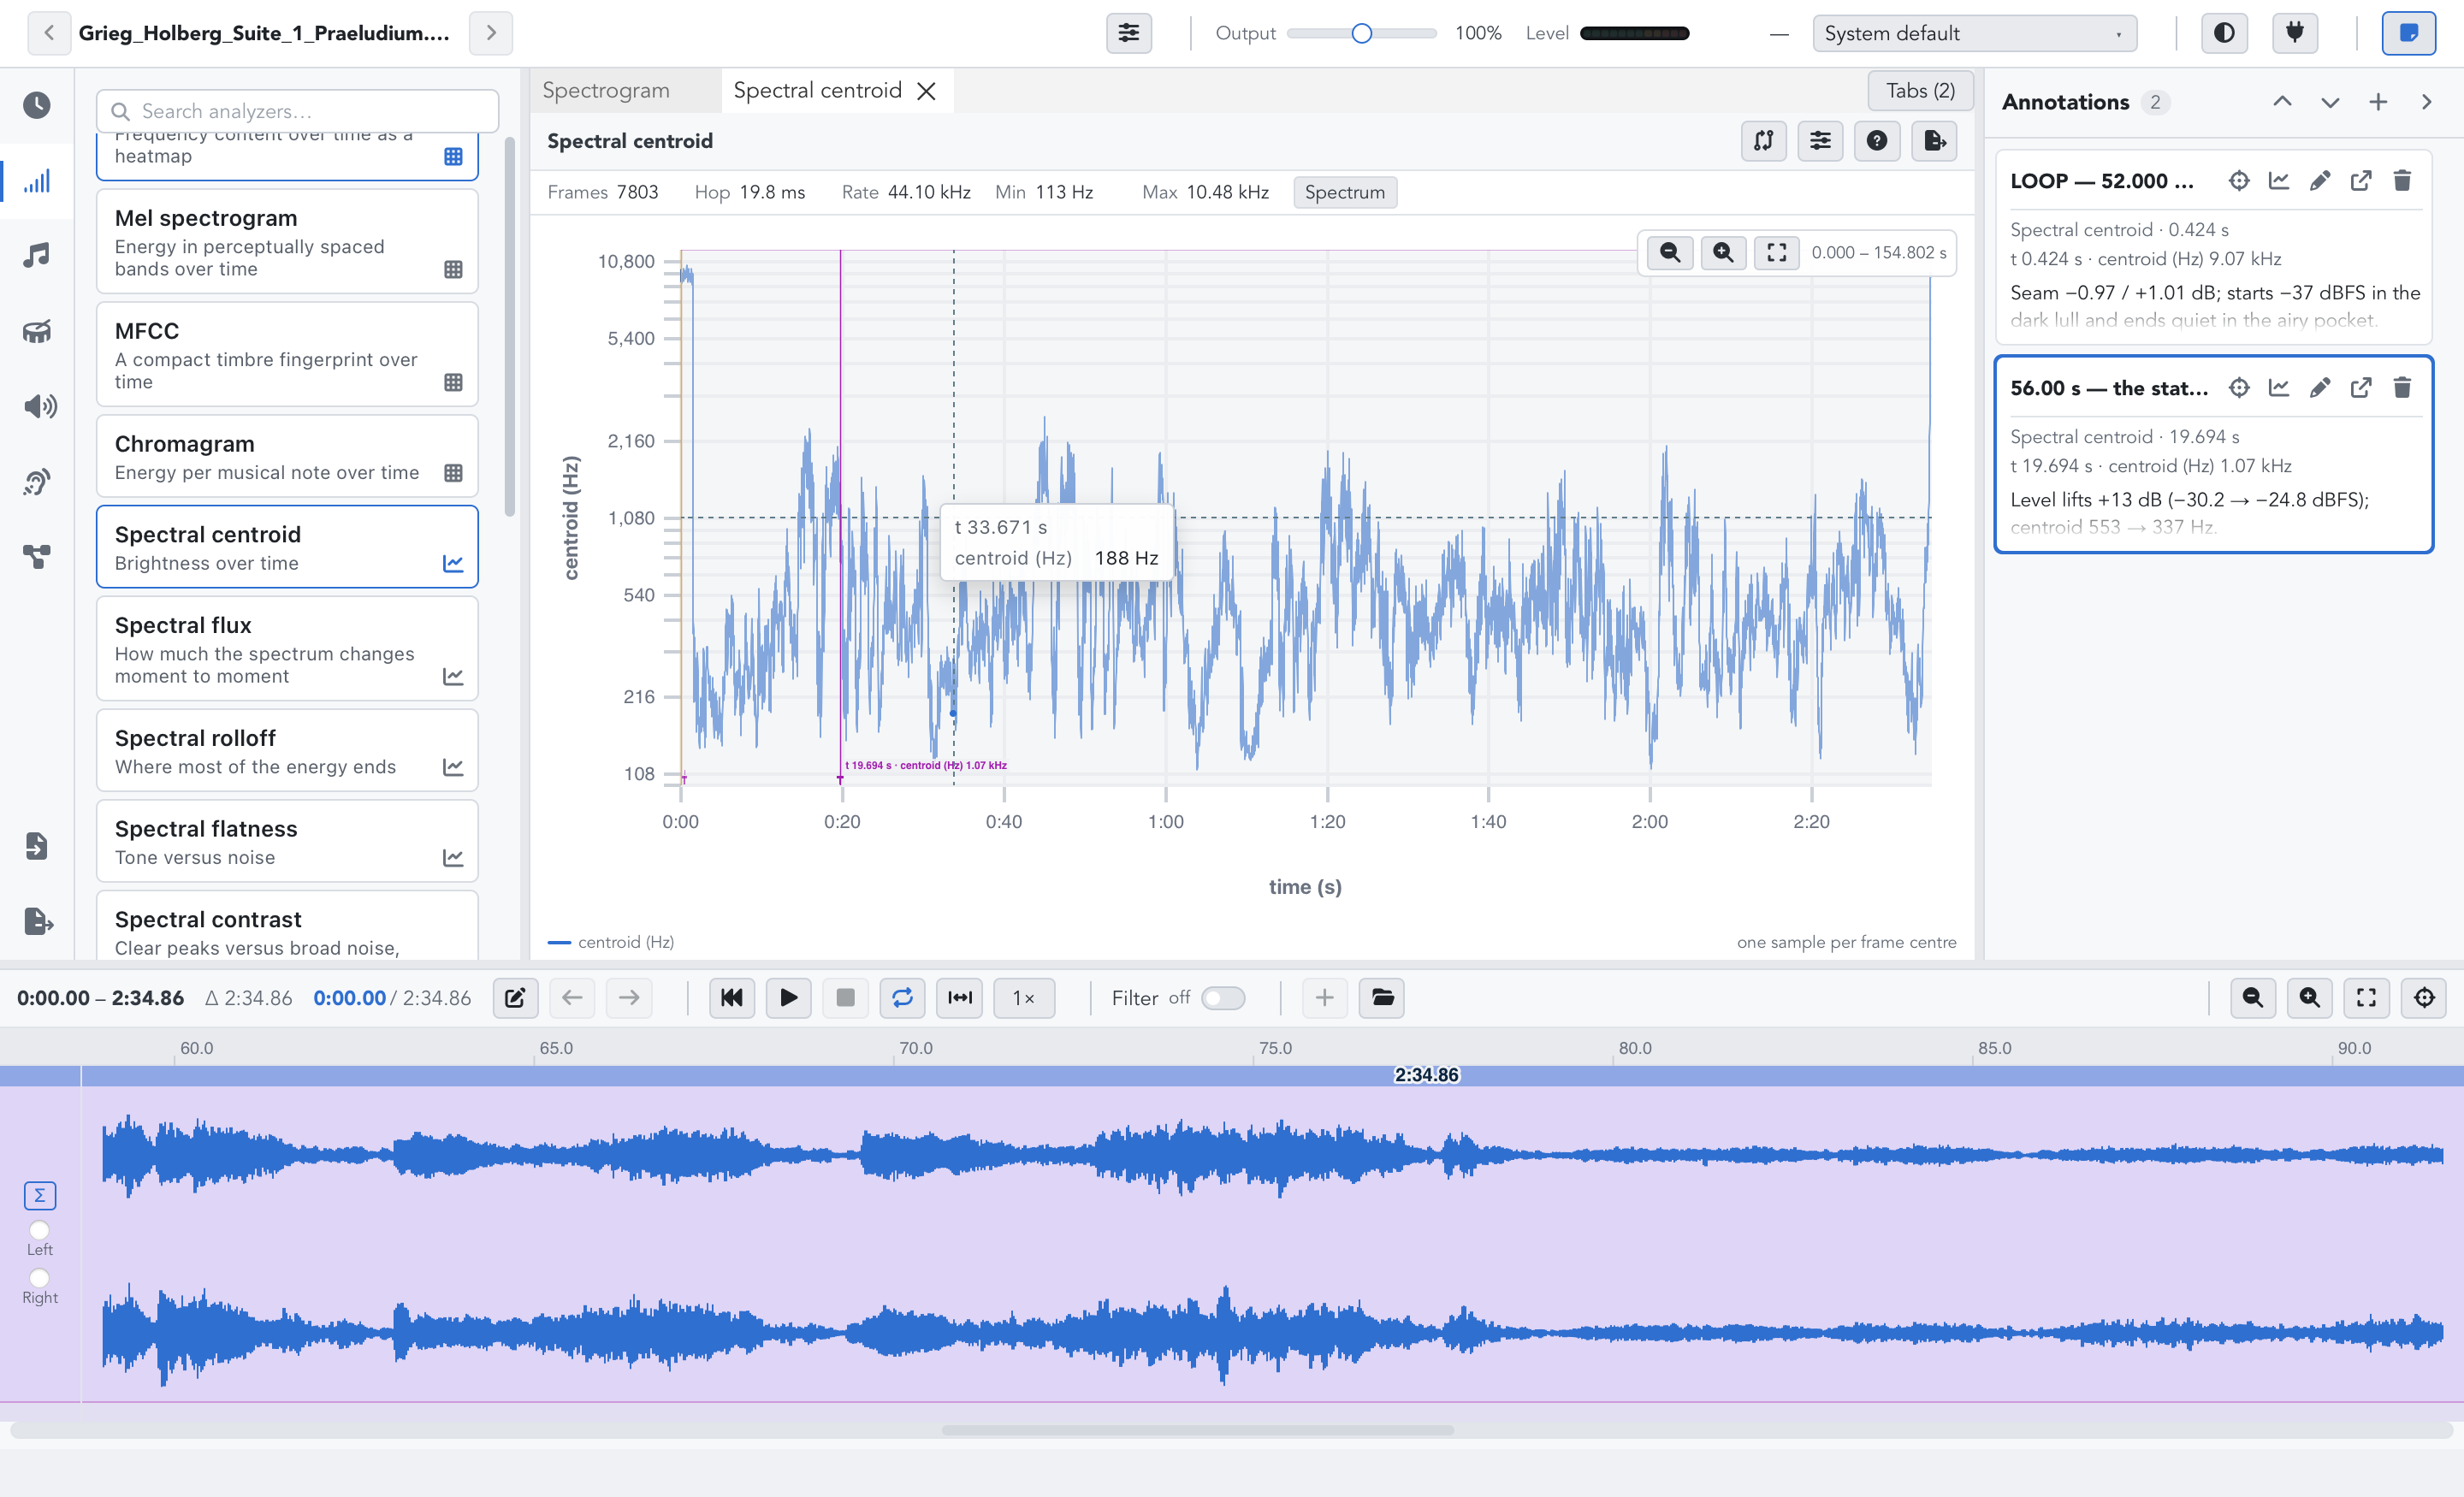 Grieg_Holberg_Suite_1_Praeludium....
Output 100% Level — System default
Search analyzers...
Frequency content over time as a
heatmap
Mel spectrogram
Energy in perceptually spaced
bands over time
MFCC
A compact timbre fingerprint over
time
Chromagram
Energy per musical note over time
Spectral centroid
Brightness over time
Spectral flux
How much the spectrum changes
moment to moment
Spectral rolloff
Where most of the energy ends
Spectral flatness
Tone versus noise
Spectral contrast
Clear peaks versus broad noise,
Spectrogram
Spectral centroid
Tabs (2)
Spectral centroid
Frames 7803 Hop 19.8 ms Rate 44.10 kHz Min 113 Hz Max 10.48 kHz Spectrum
0.000 – 154.802 s
10,800
5,400
2,160
1,080
540
216
108
centroid (Hz)
t 33.671 s
centroid (Hz) 188 Hz
t 19.694 s · centroid (Hz) 1.07 kHz
0:00 0:20 0:40 1:00 1:20 1:40 2:00 2:20
time (s)
centroid (Hz)
one sample per frame centre
Annotations 2
LOOP — 52.000 ...
Spectral centroid · 0.424 s
t 0.424 s · centroid (Hz) 9.07 kHz
Seam −0.97 / +1.01 dB; starts −37 dBFS in the
dark lull and ends quiet in the airy pocket.
56.00 s — the stat...
Spectral centroid · 19.694 s
t 19.694 s · centroid (Hz) 1.07 kHz
Level lifts +13 dB (−30.2 → −24.8 dBFS);
centroid 553 → 337 Hz.
0:00.00 – 2:34.86 Δ 2:34.86 0:00.00 / 2:34.86 1× Filter off
60.0 65.0 70.0 75.0 80.0 85.0 90.0
2:34.86
Σ
Left
Right